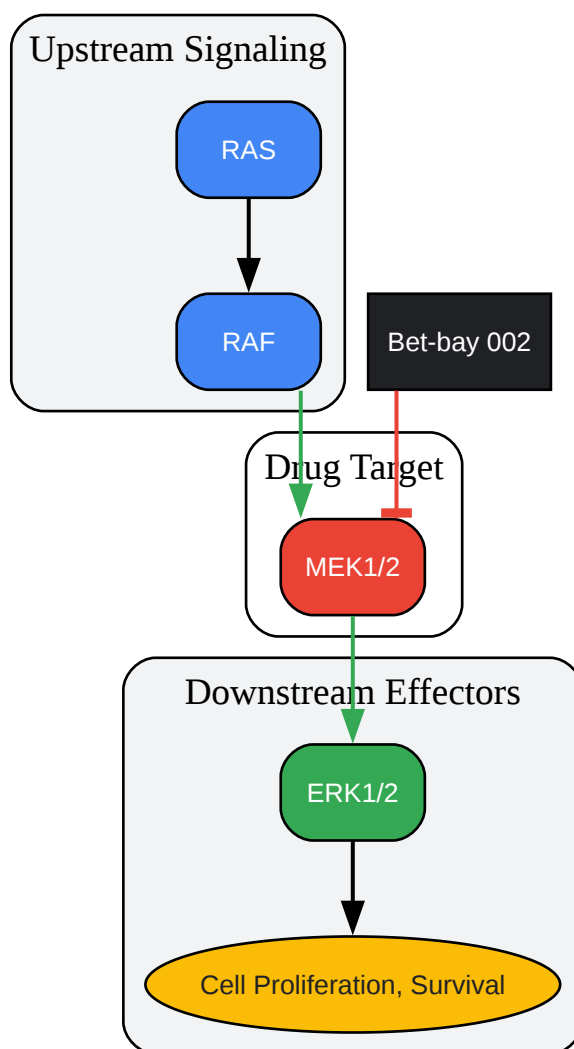 Upstream Signaling
RAS
RAF
Bet-bay 002
Drug Target
MEK1/2
Downstream Effectors
ERK1/2
Cell Proliferation, Survival